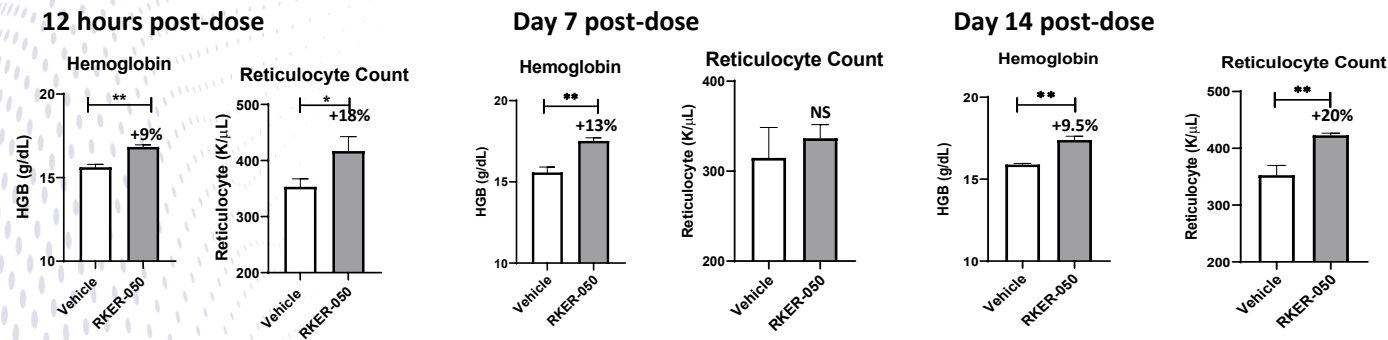 12 hours post-dose
Hemoglobin
**
+9%
HGB (g/dL)
20
15
10
Vehicle
RKER-050
Reticulocyte Count
*
+18%
Reticulocyte (K/μL)
500
400
300
200
Vehicle
RKER-050
Day 7 post-dose
Hemoglobin
**
+13%
HGB (g/dL)
20
15
10
Vehicle
RKER-050
Reticulocyte Count
NS
Reticulocyte (K/μL)
400
300
200
Vehicle
RKER-050
Day 14 post-dose
Hemoglobin
**
+9.5%
HGB (g/dL)
20
15
10
Vehicle
RKER-050
Reticulocyte Count
**
+20%
Reticulocyte (K/μL)
500
400
300
200
Vehicle
RKER-050